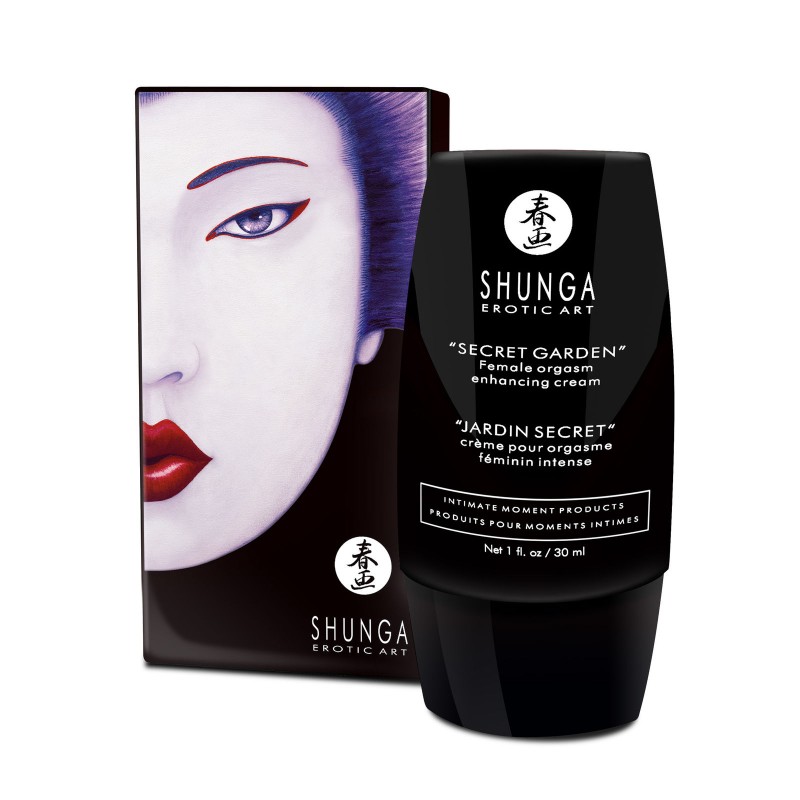 春画
SHUNGA
EROTIC ART
"SECRET GARDEN"
Female orgasm
enhancing cream
"JARDIN SECRET"
crème pour orgasme
féminin intense
INTIMATE MOMENT PRODUCTS
PRODUITS POUR MOMENTS INTIMES
Net 1 fl. oz / 30 ml
春画
SHUNGA
EROTIC ART